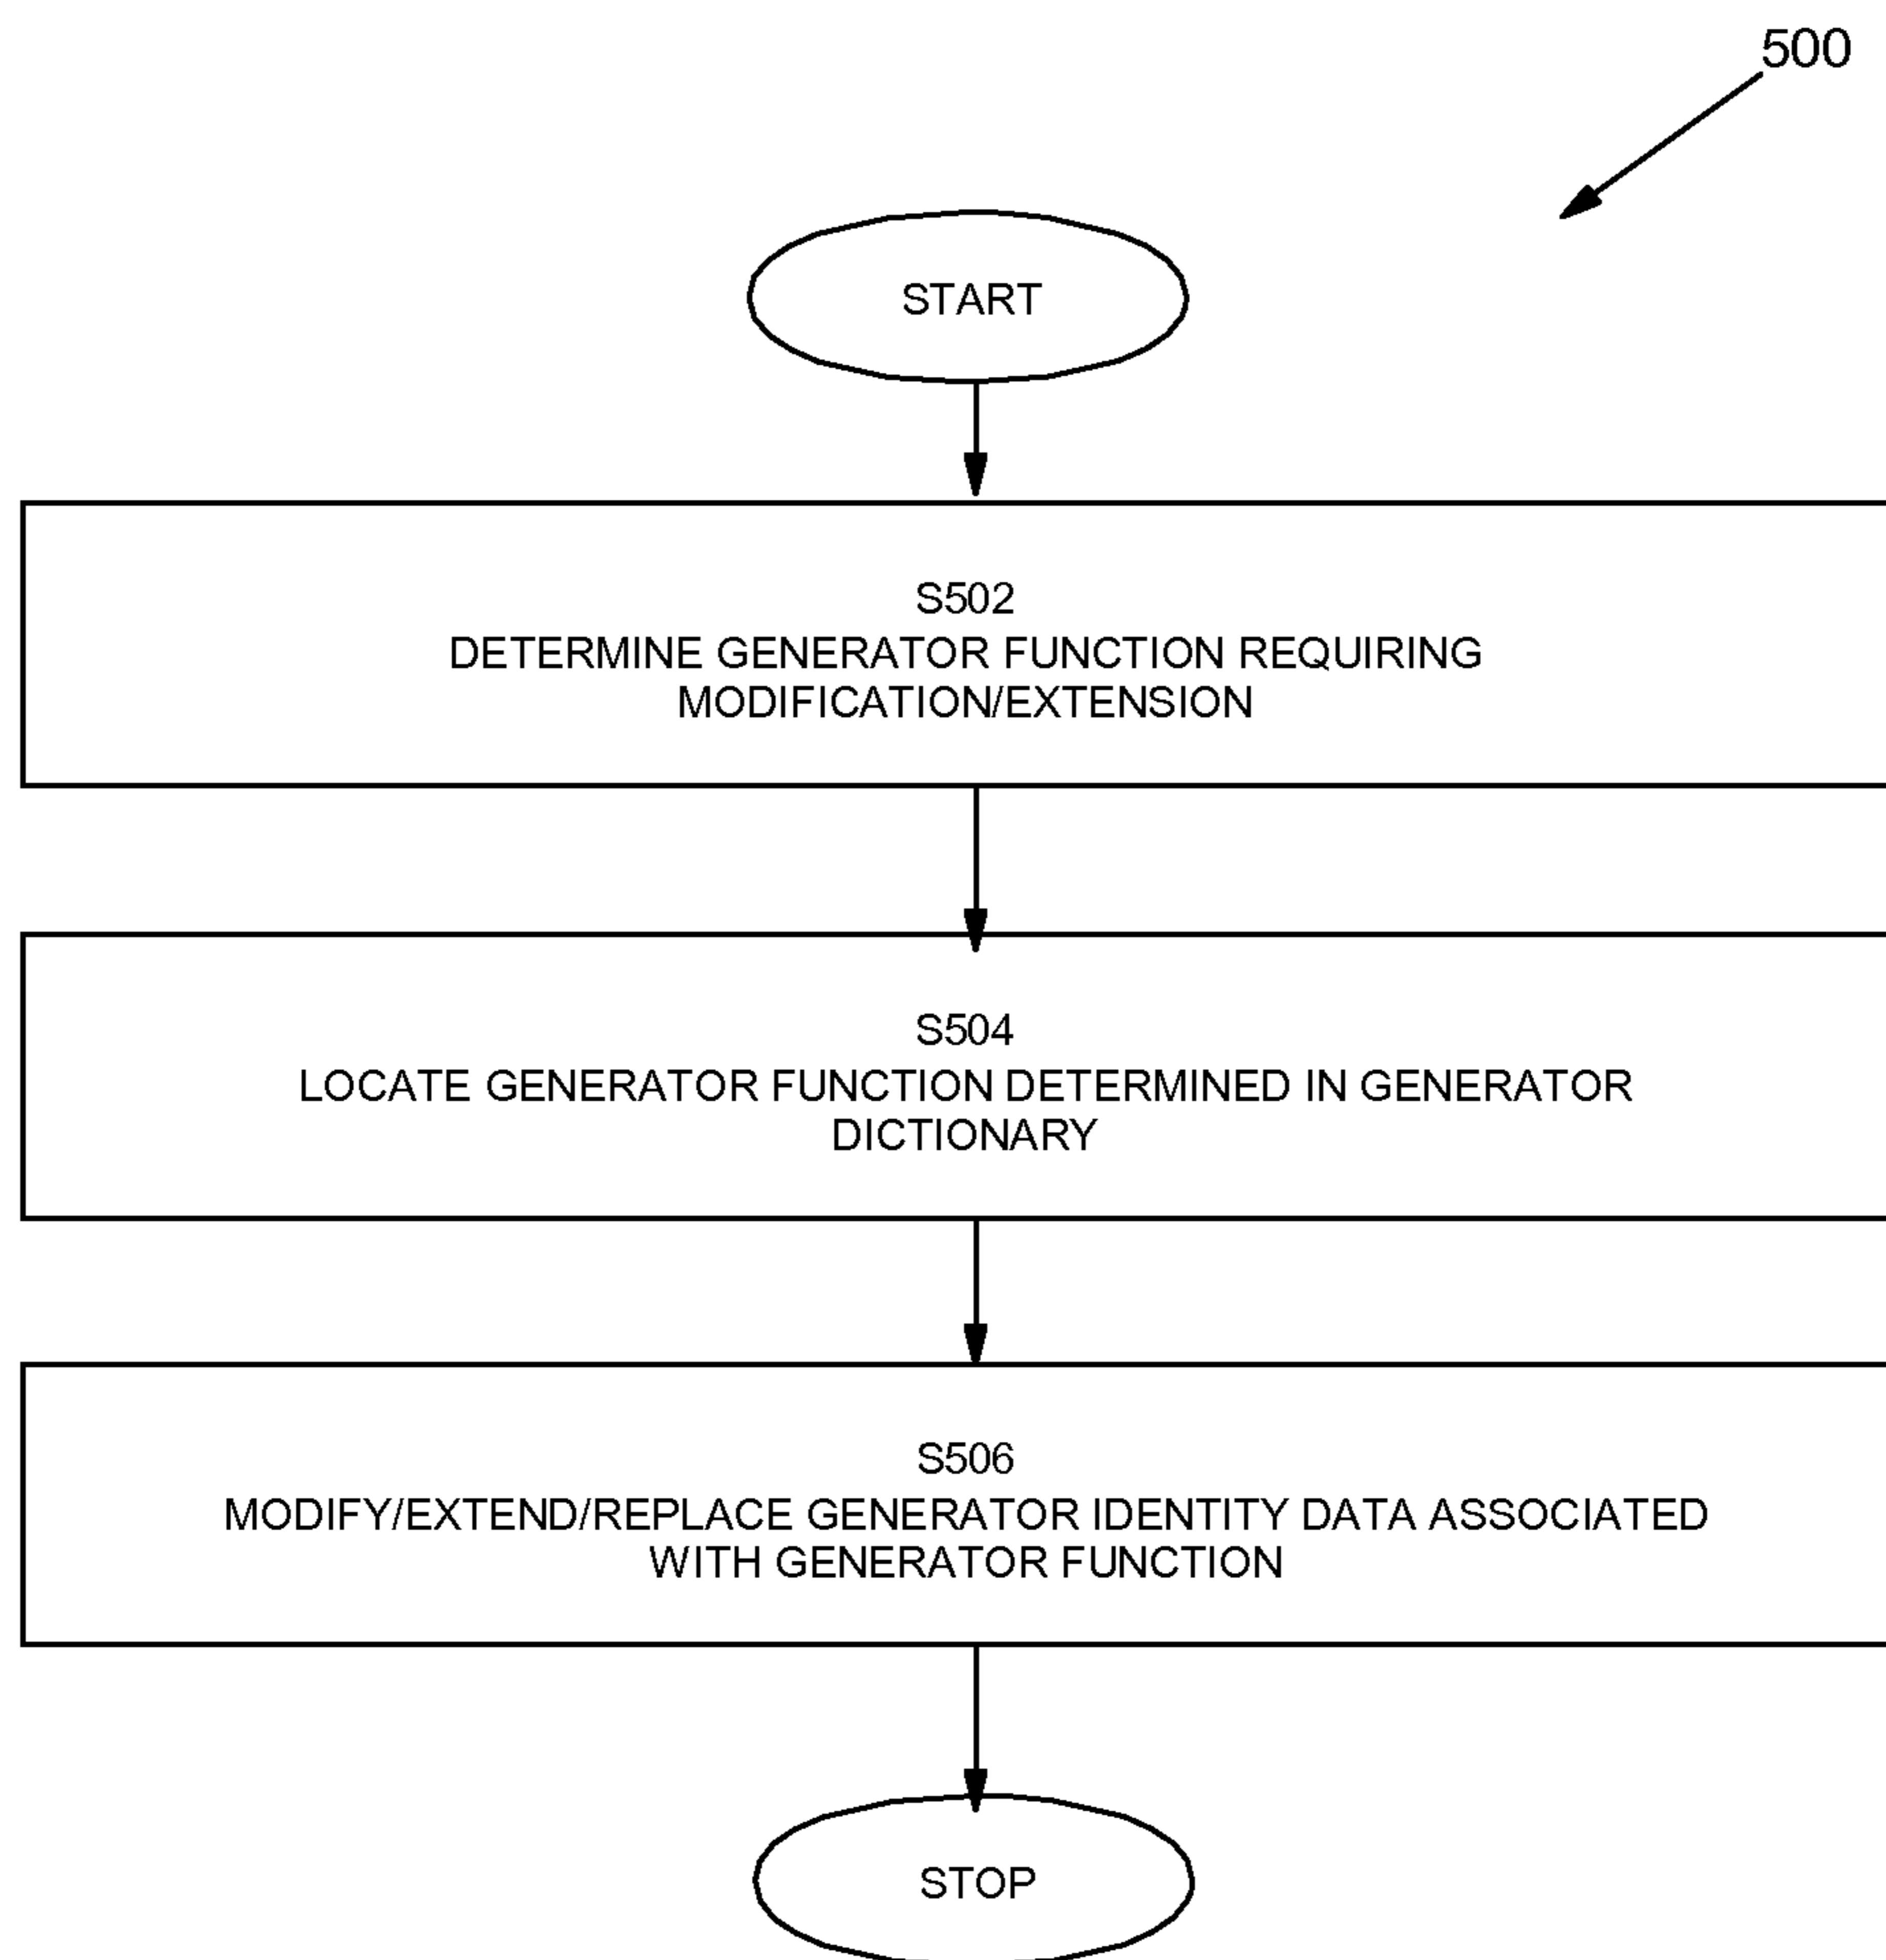 500
START
S502
DETERMINE GENERATOR FUNCTION REQUIRING
MODIFICATION/EXTENSION
S504
LOCATE GENERATOR FUNCTION DETERMINED IN GENERATOR
DICTIONARY
S506
MODIFY/EXTEND/REPLACE GENERATOR IDENTITY DATA ASSOCIATED
WITH GENERATOR FUNCTION
STOP